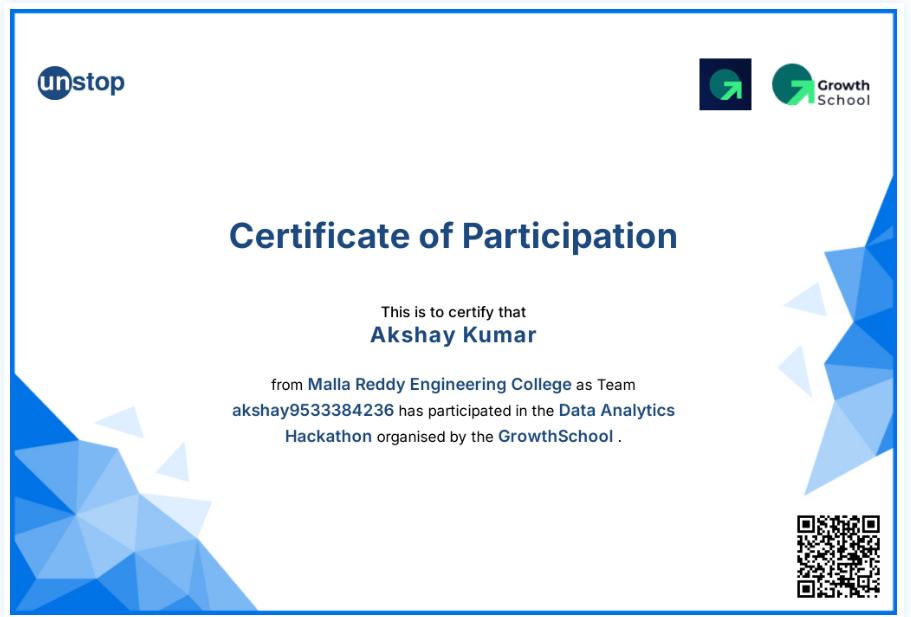 unstop
Growth
School
Certificate of Participation
This is to certify that
Akshay Kumar
from Malla Reddy Engineering College as Team
akshay9533384236 has participated in the Data Analytics
Hackathon organised by the GrowthSchool .